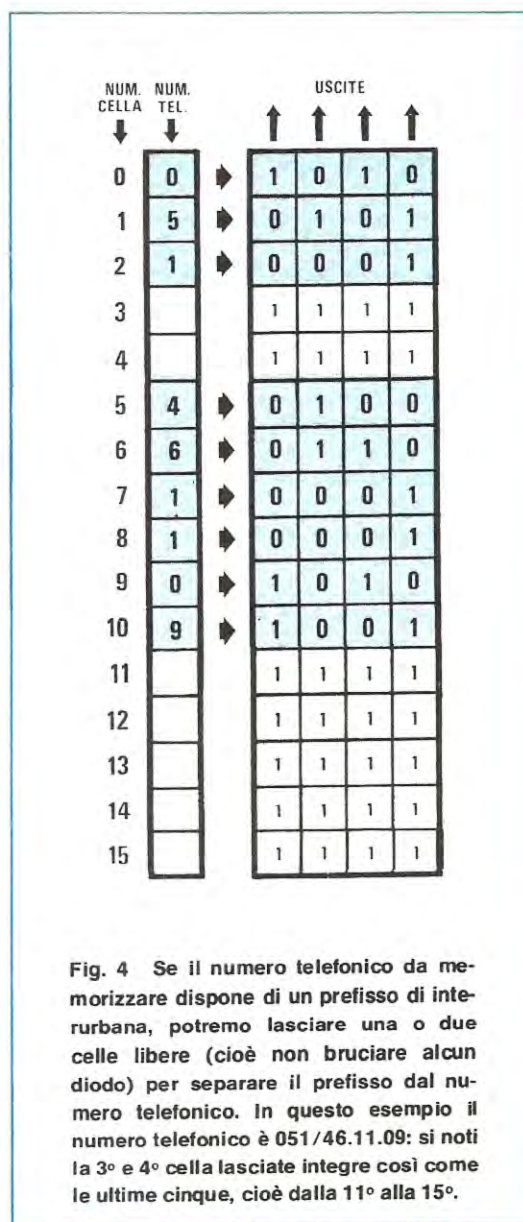 NUM. NUM. USCITE
CELLA TEL.
0 0 1 0 1 0
1 5 0 1 0 1
2 1 0 0 0 1
3 1 1 1 1
4 1 1 1 1
5 4 0 1 0 0
6 6 0 1 1 0
7 1 0 0 0 1
8 1 0 0 0 1
9 0 1 0 1 0
10 9 1 0 0 1
11 1 1 1 1
12 1 1 1 1
13 1 1 1 1
14 1 1 1 1
15 1 1 1 1
Fig. 4 Se il numero telefonico da me-
morizzare dispone di un prefisso di inte-
rurbana, potremo lasciare una o due
celle libere (cioè non bruciare alcun
diodo) per separare il prefisso dal nu-
mero telefonico. In questo esempio il
numero telefonico è 051/46.11.09: si noti
la 3° e 4° cella lasciate integre così come
le ultime cinque, cioè dalla 11° alla 15°.